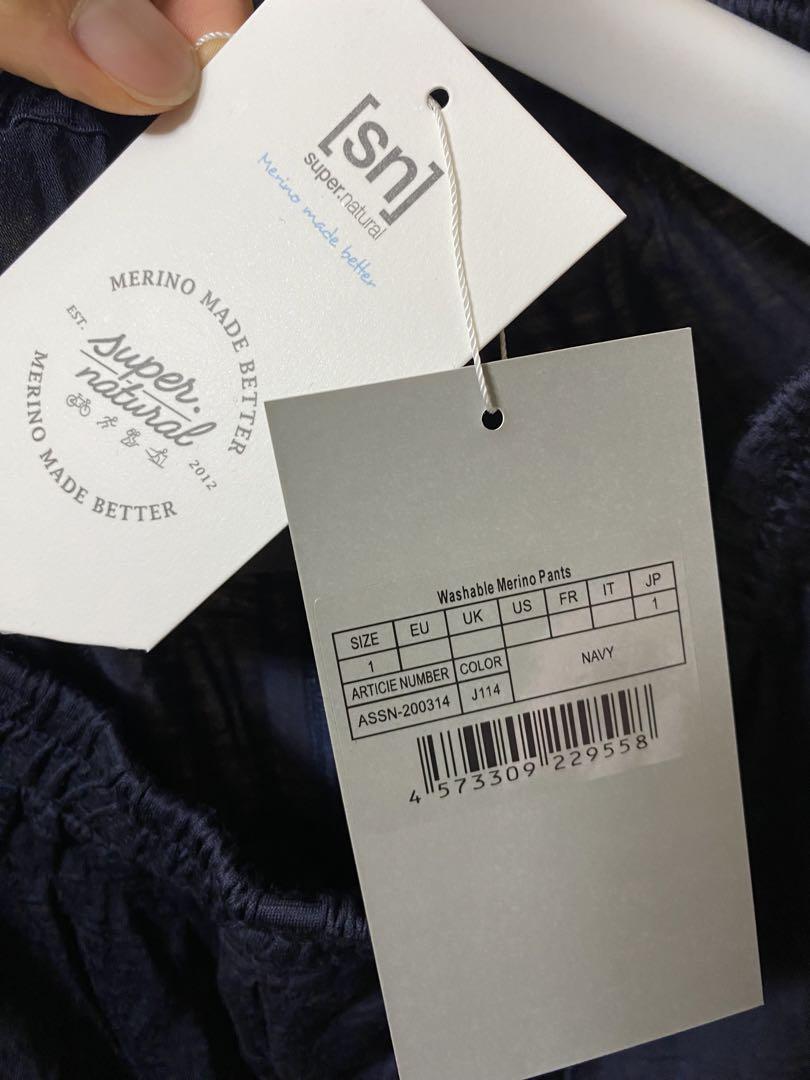 [sn]
super.natural
Merino made better
MERINO MADE BETTER
EST.
super.
natural
2012
MERINO MADE BETTER
Washable Merino Pants
SIZE EU UK US FR IT JP
1 1
ARTICIE NUMBER COLOR NAVY
ASSN-200314 J114
4 573309 229558